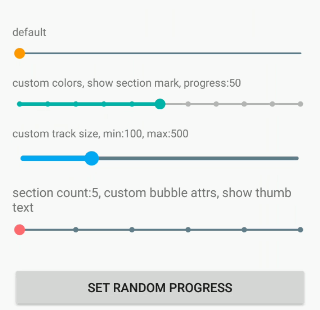 default
custom colors, show section mark, progress:50
custom track size, min:100, max:500
section count:5, custom bubble attrs, show thumb
text
SET RANDOM PROGRESS